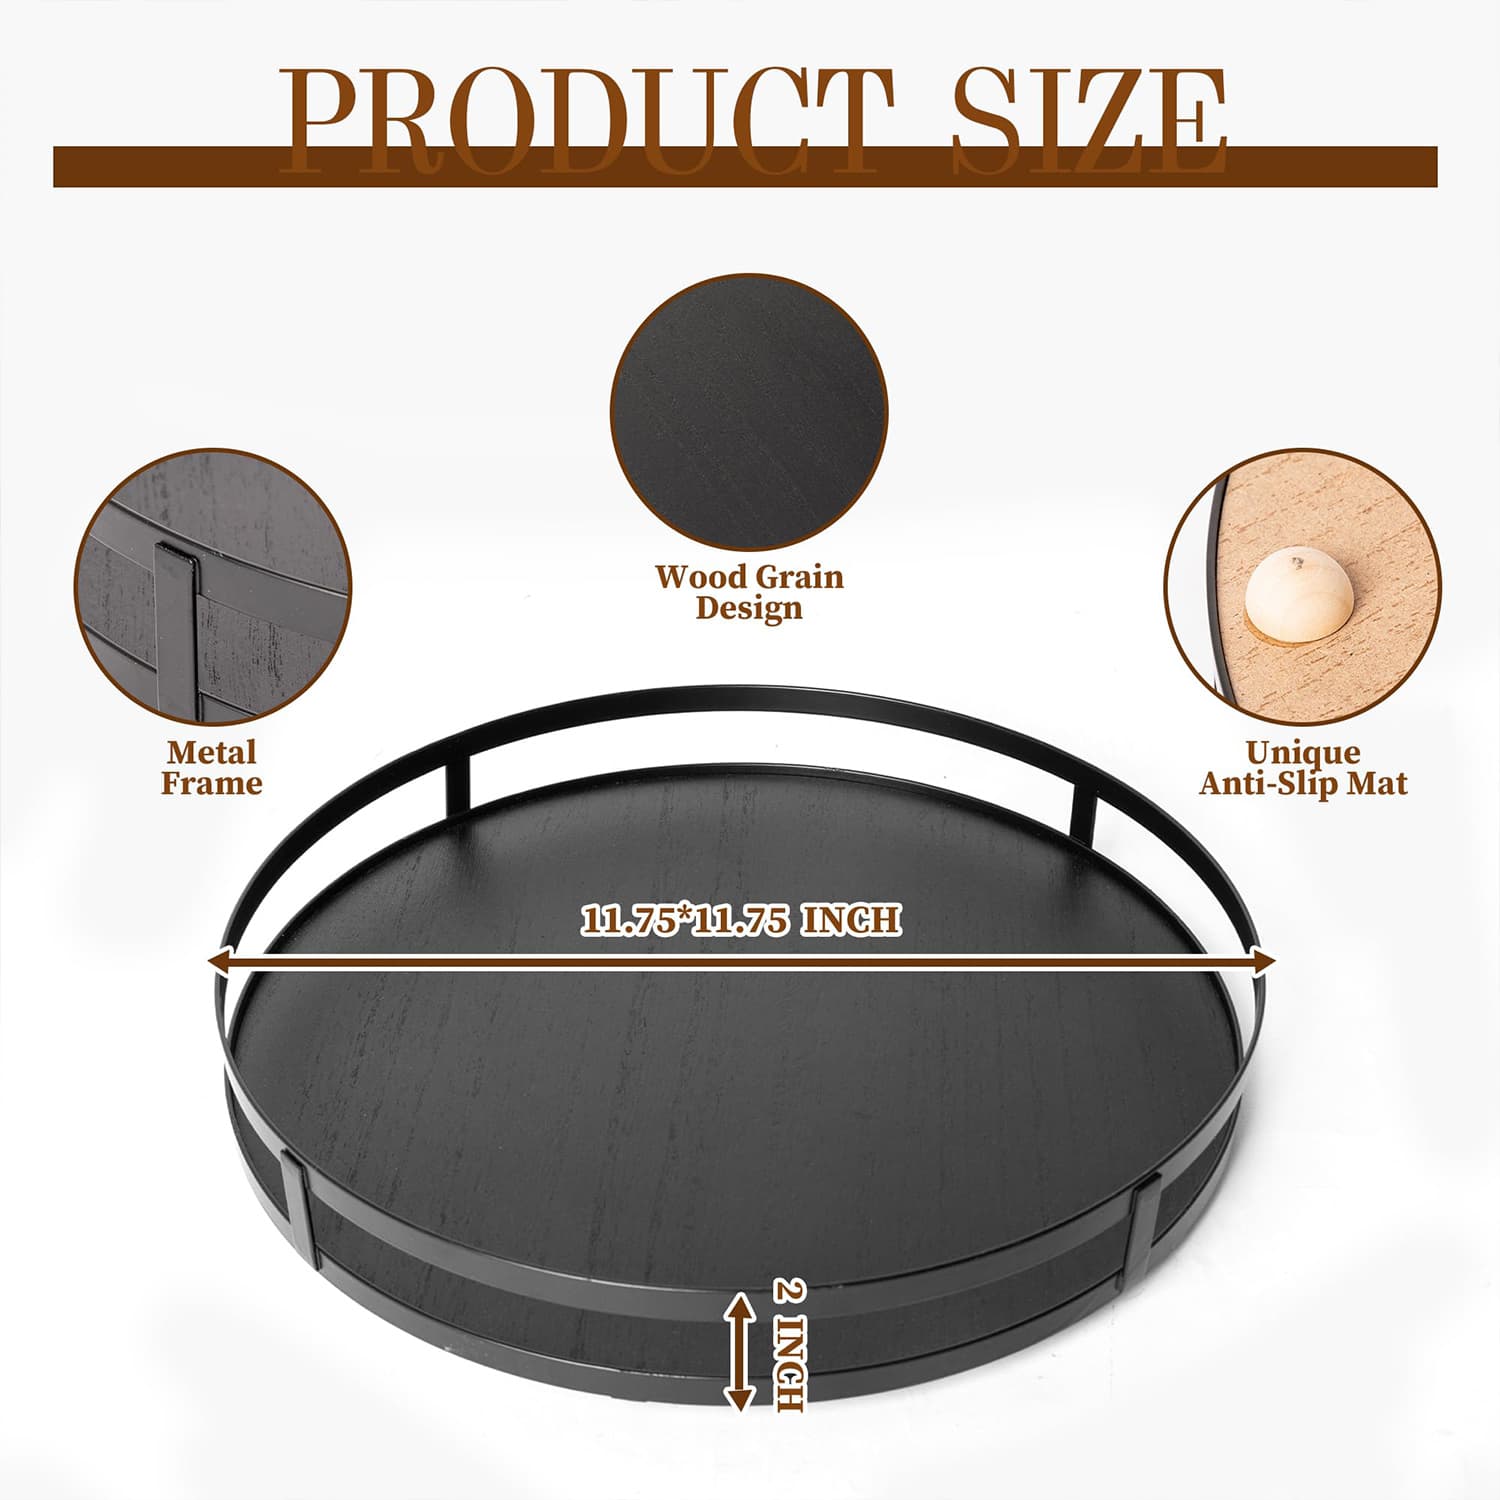 PRODUCT SIZE
Wood Grain
Design
Metal
Frame
Unique
Anti-Slip Mat
11.75*11.75 INCH
2 INCH